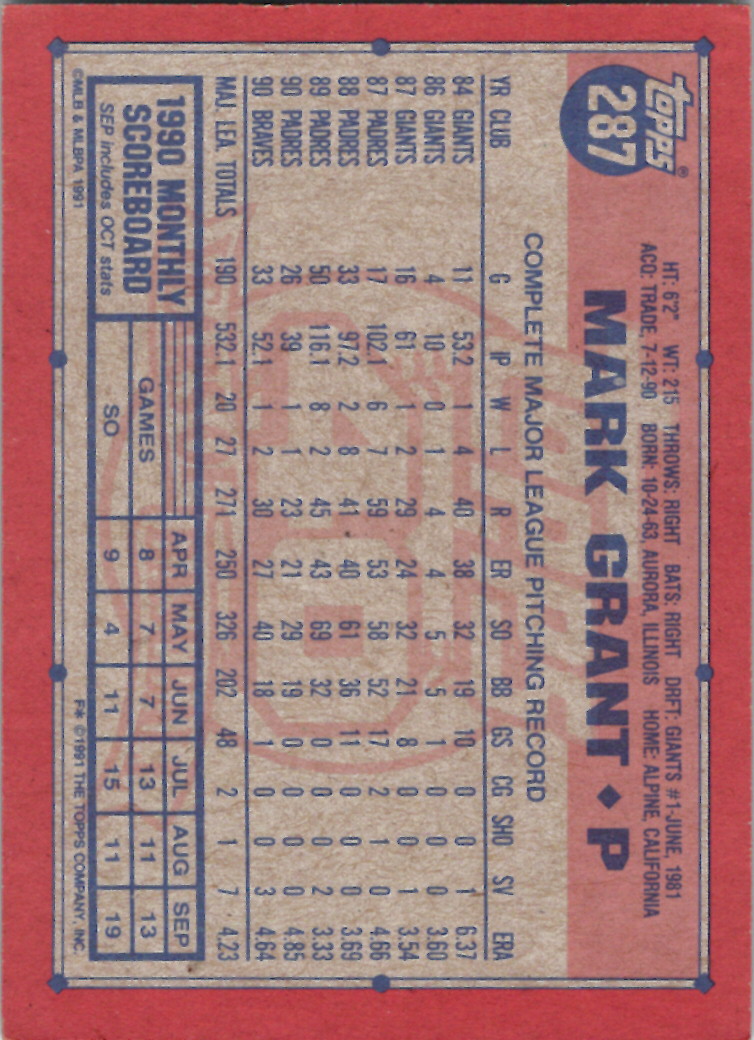 topps®
287
HT: 6'2" WT: 215 THROWS: RIGHT BATS: RIGHT DRFT: GIANTS #1-JUNE, 1981
ACQ: TRADE, 7-12-90 BORN: 10-24-63, AURORA, ILLINOIS HOME: ALPINE, CALIFORNIA
MARK GRANT ♦ P
COMPLETE MAJOR LEAGUE PITCHING RECORD
YR CLUB G IP W L R ER SO BB GS CG SHO SV ERA
84 GIANTS 11 53.2 1 4 40 38 32 19 10 0 0 1 6.37
86 GIANTS 4 10 0 1 4 4 5 5 1 0 0 0 3.60
87 GIANTS 16 61 1 2 29 24 32 21 8 0 0 1 3.54
87 PADRES 17 102.1 6 7 59 53 58 52 17 2 1 0 4.66
88 PADRES 33 97.2 2 8 41 40 61 36 11 0 0 0 3.69
89 PADRES 50 116.1 8 2 45 43 69 32 0 0 0 2 3.33
90 PADRES 26 39 1 1 23 21 29 19 0 0 0 0 4.85
90 BRAVES 33 52.1 1 2 30 27 40 18 1 0 0 3 4.64
MAJ. LEA. TOTALS 190 532.1 20 27 271 250 326 202 48 2 1 7 4.23
1990 MONTHLY
SCOREBOARD
SEP includes OCT stats
APR MAY JUN JUL AUG SEP
GAMES 8 7 7 13 11 13
SO 9 4 11 15 11 19
©MLB & MLBPA 1991
F* ©1991 THE TOPPS COMPANY, INC.